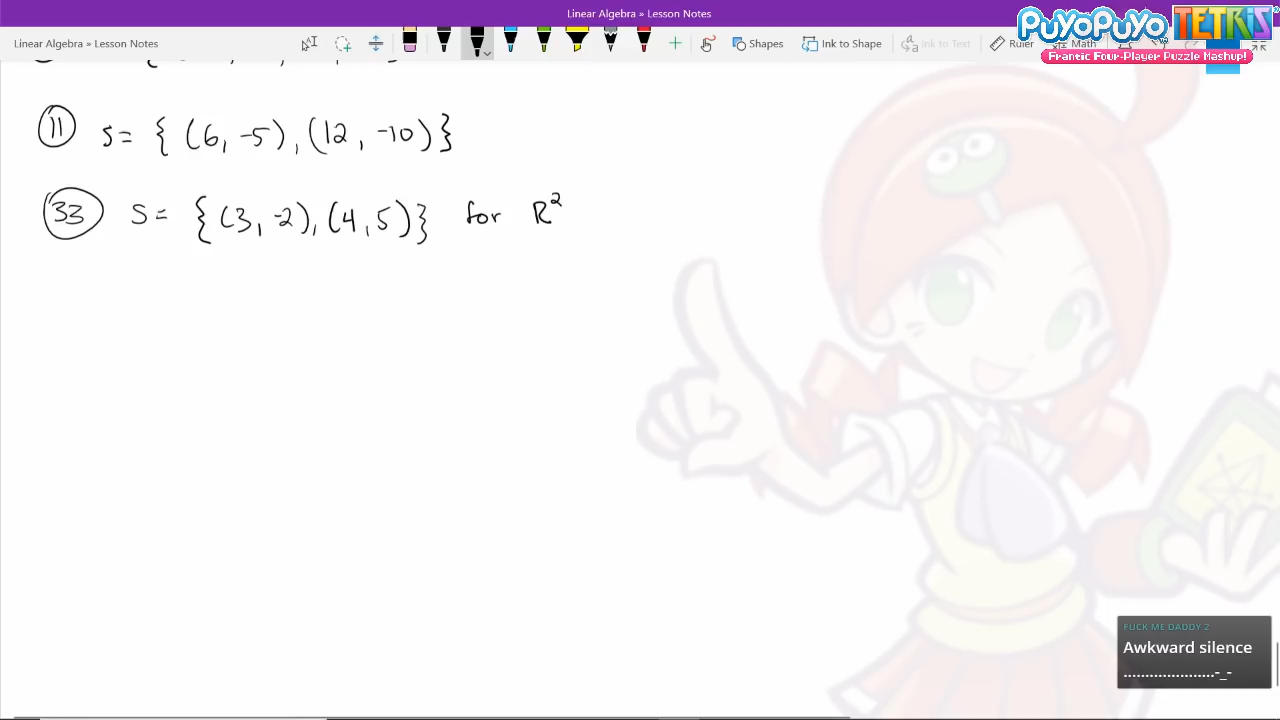 Linear Algebra » Lesson Notes
PUYOPUYO TETRIS
Linear Algebra » Lesson Notes
Shapes
Ink to Shape
Ink to Text
Ruler
Math
Frantic Four-Player Puzzle Mashup!
11 S = { (6, -5), (12, -10) }
33 S = { (3, -2), (4, 5) } for R²
FUCK ME DADDY 2
Awkward silence
.....................-_-